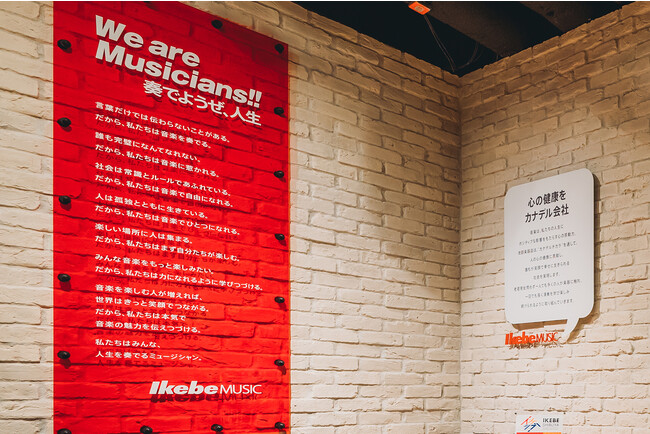 We are
Musicians!!
奏でようぜ、人生
言葉だけでは伝わらないことがある。
だから、私たちは音楽を奏でる。
誰も完璧になんてなれない。
だから、私たちは音楽に惹かれる。
社会は常識とルールであふれている。
だから、私たちは音楽で自由になれる。
人は孤独とともに生きている。
だから、私たちは音楽でひとつになれる。
楽しい場所に人は集まる。
だから、私たちはまず自分たちが楽しむ。
みんな音楽をもっと楽しみたい。
だから、私たちは力になれるように学びつづける。
音楽を楽しむ人が増えれば、
世界はきっと笑顔でつながる。
だから、私たちは本気で
音楽の魅力を伝えつづける。
私たちはみんな、
人生を奏でるミュージシャン。
Ikebe MUSIC
心の健康を
カナデル会社
Ikebe MUSIC
IKEBE